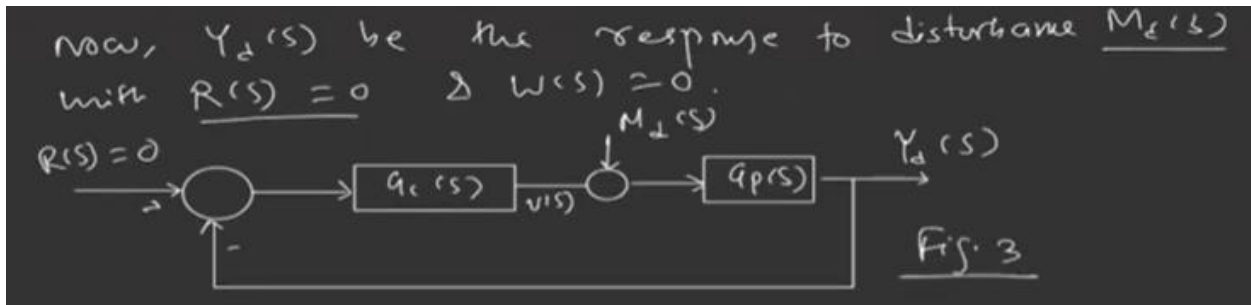 now, Yd(s) be the response to disturbance Md(s)
with R(s) = 0 & W(s) = 0.
Md(s)
R(s) = 0
Yd(s)
Gc(s)
U(s)
Gp(s)
-
Fig. 3